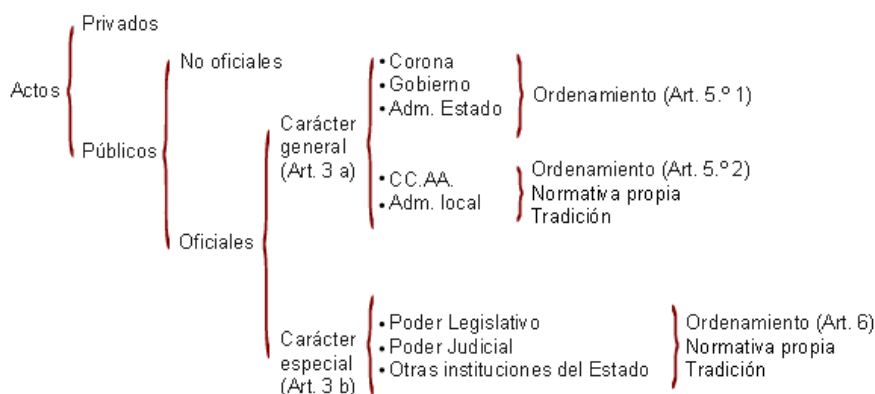 Actos
Privados
Públicos
No oficiales
Oficiales
Carácter
general
(Art. 3 a)
• Corona
• Gobierno
• Adm. Estado
Ordenamiento (Art. 5.º 1)
• CC.AA.
• Adm. local
Ordenamiento (Art. 5.º 2)
Normativa propia
Tradición
Carácter
especial
(Art. 3 b)
• Poder Legislativo
• Poder Judicial
• Otras instituciones del Estado
Ordenamiento (Art. 6)
Normativa propia
Tradición